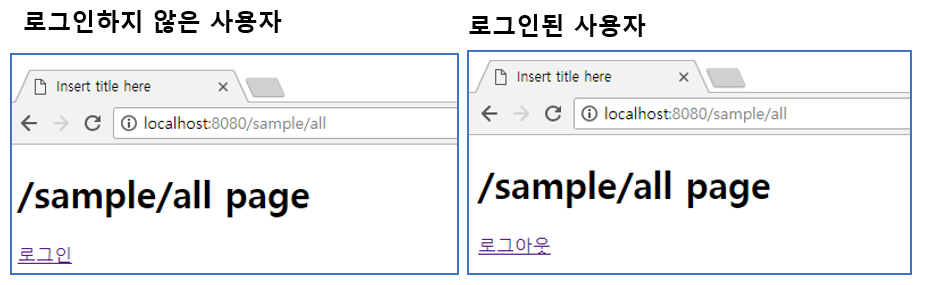 로그인하지 않은 사용자
Insert title here
localhost:8080/sample/all
/sample/all page
로그인
로그인된 사용자
Insert title here
localhost:8080/sample/all
/sample/all page
로그아웃